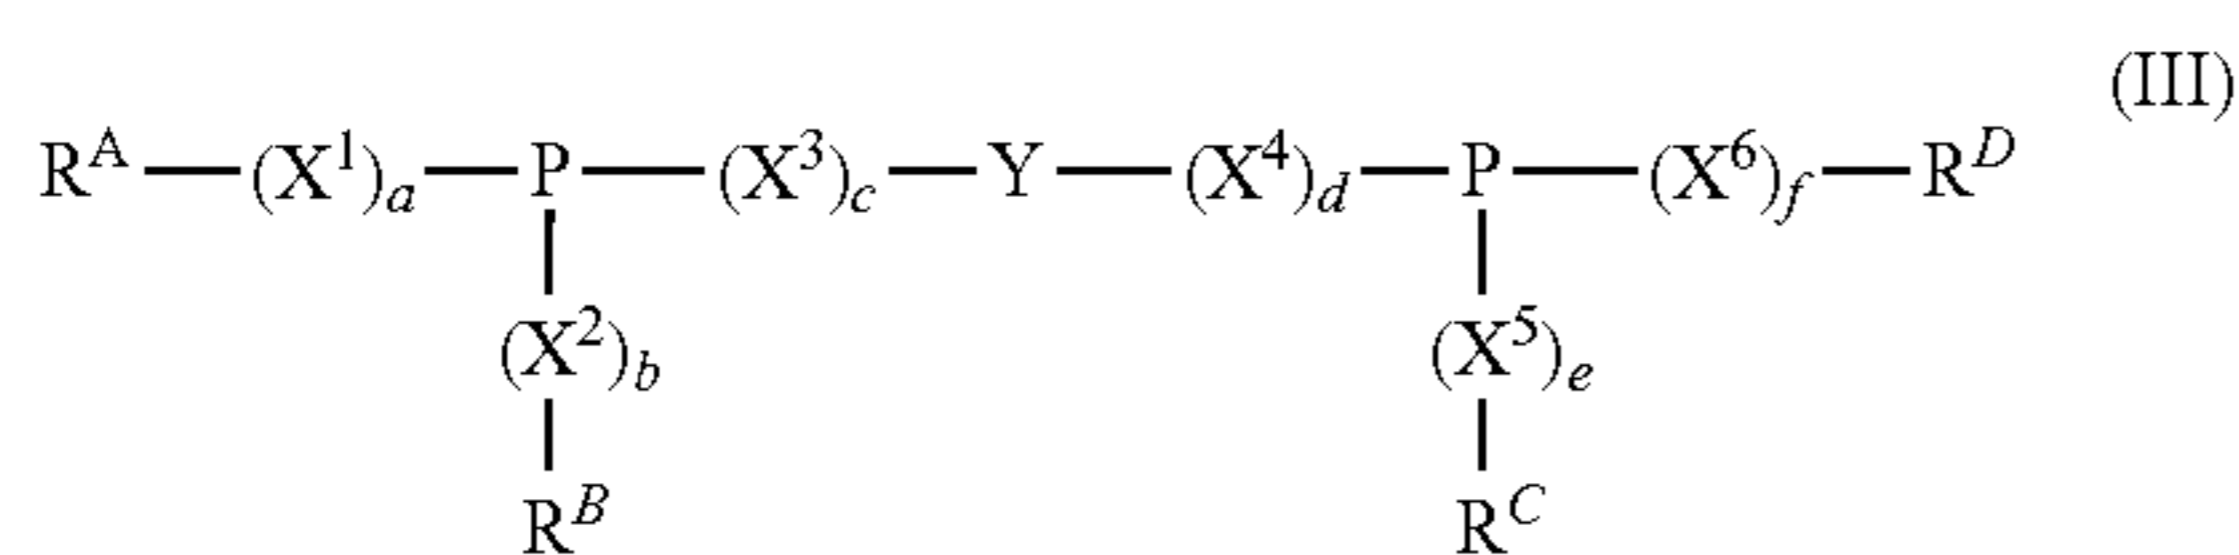 (III)
R^A—(X^1)_a—P—(X^3)_c—Y—(X^4)_d—P—(X^6)_f—R^D
(X^2)_b (X^5)_e
R^B R^C